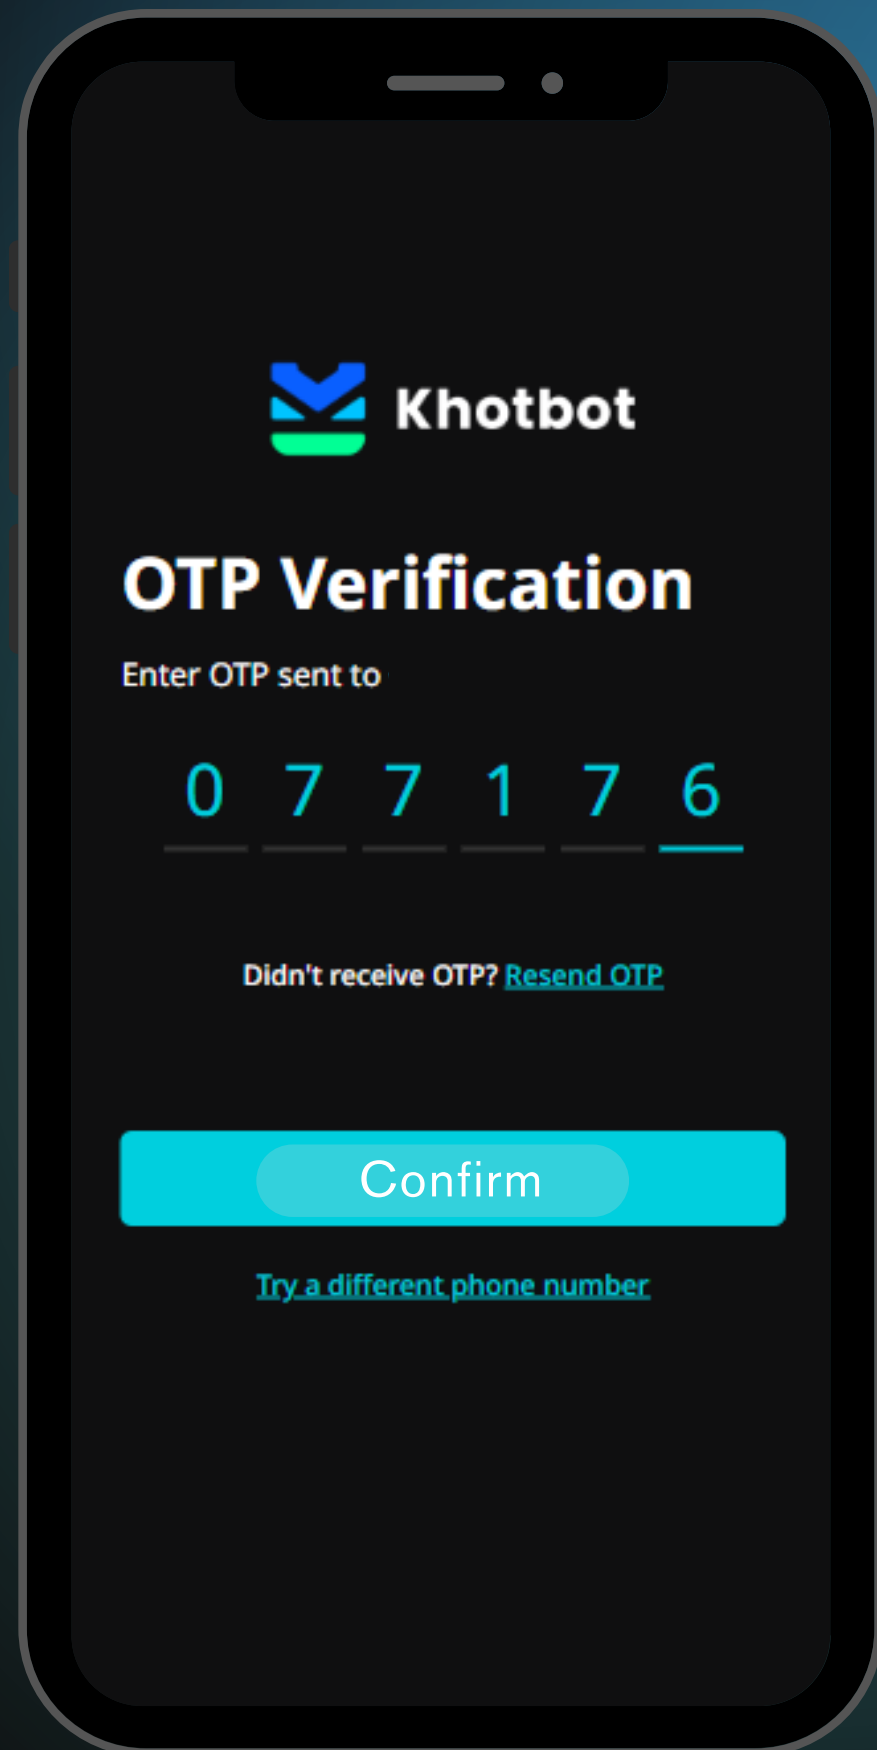 Khotbot
OTP Verification
Enter OTP sent to
0 7 7 1 7 6
Didn't receive OTP? Resend OTP
Confirm
Try a different phone number